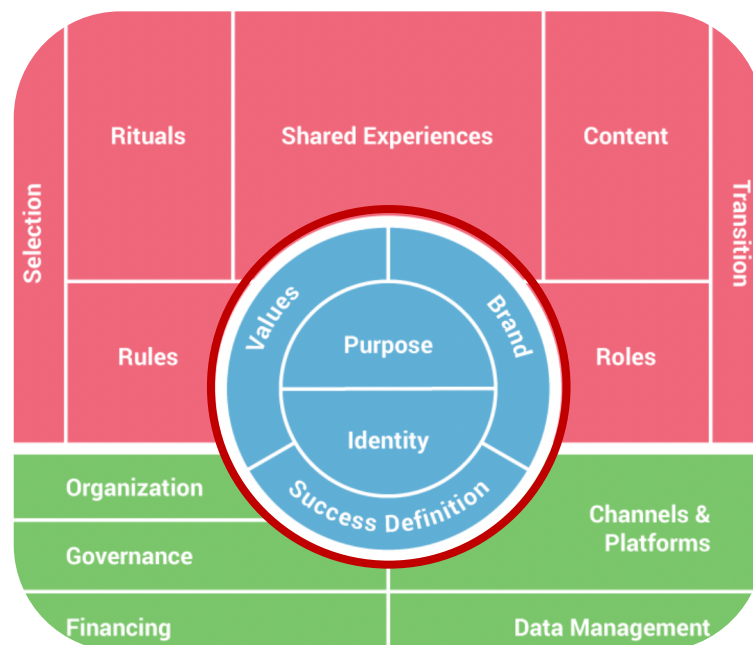 Selection
Rituals
Shared Experiences
Content
Transition
Rules
Values
Brand
Purpose
Roles
Identity
Success Definition
Organization
Governance
Financing
Channels &
Platforms
Data Management